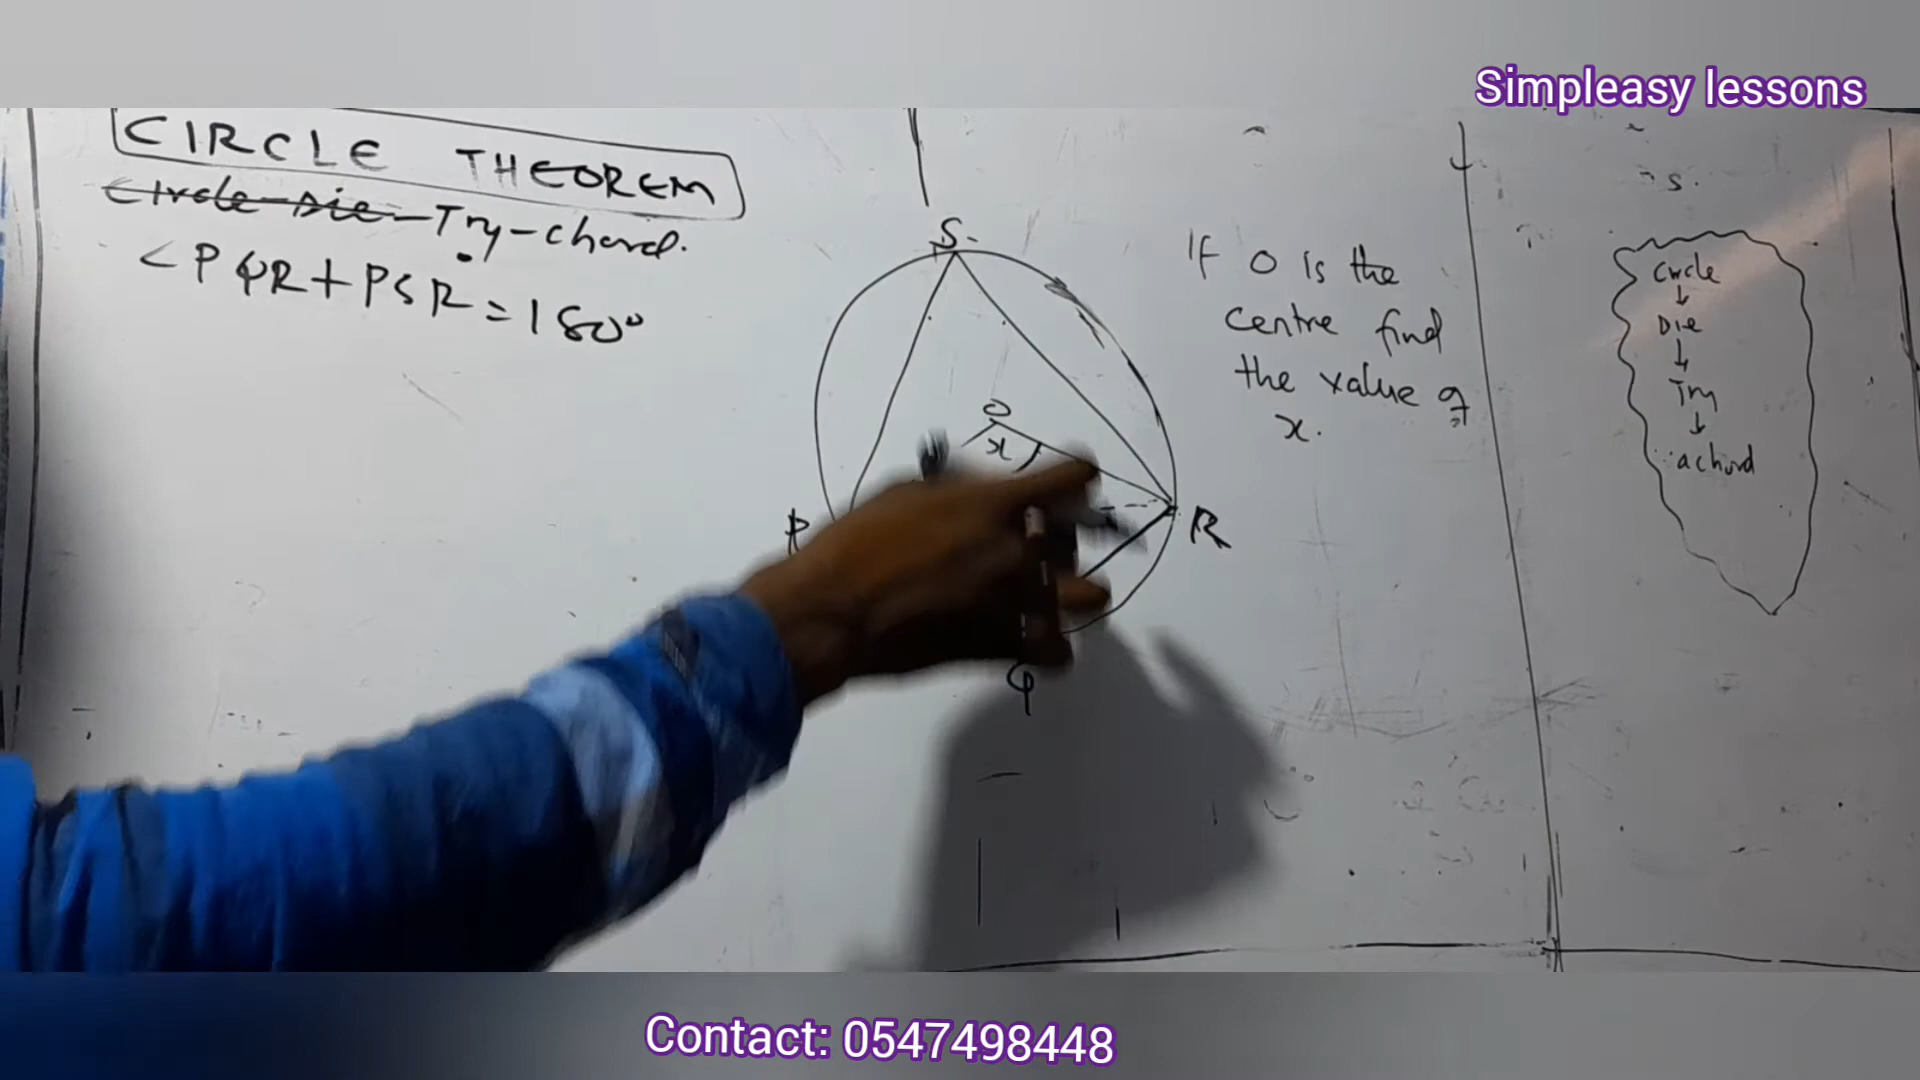 Simpleasy lessons
CIRCLE THEOREM
Circle-Die-Try-chord.
<PQR+PSR=180°
S
O
x
P
R
Q
If O is the
centre find
the value of
x.
s.
Circle
↓
Die
↓
Try
↓
a chord
Contact: 0547498448